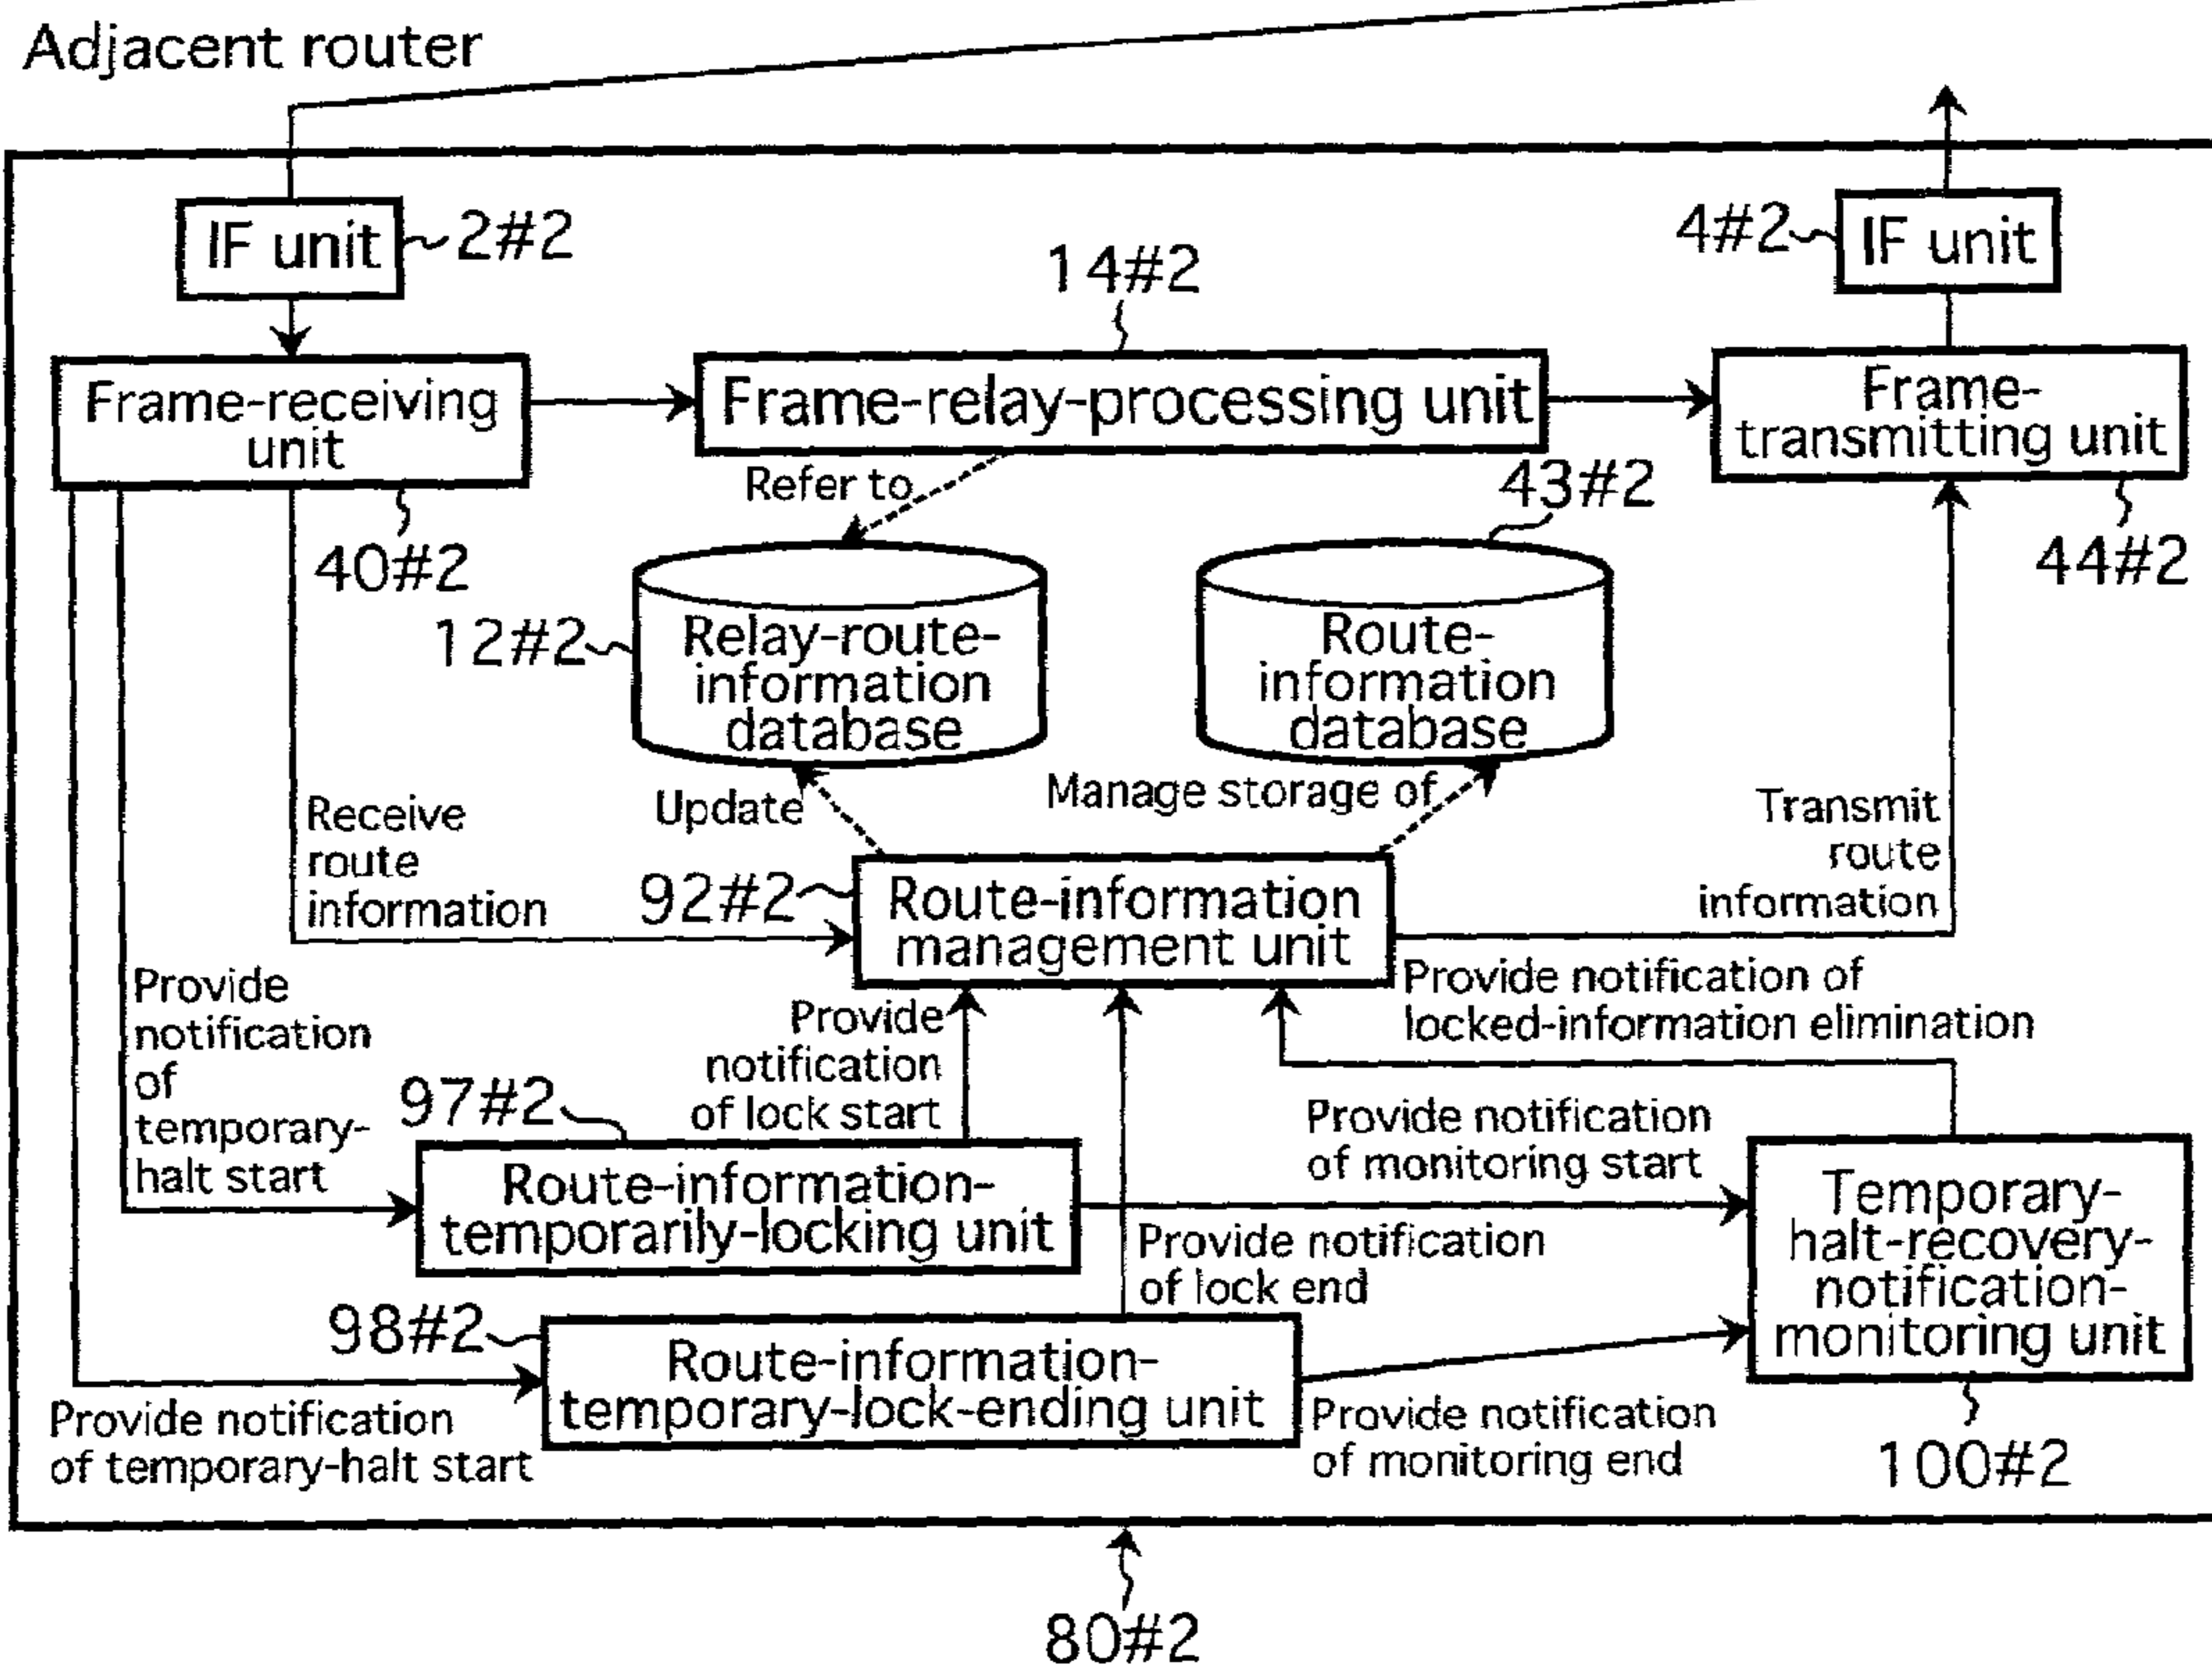 Adjacent router
IF unit
2#2
4#2
IF unit
14#2
Frame-receiving
unit
Frame-relay-processing unit
Frame-
transmitting unit
Refer to
43#2
40#2
44#2
12#2
Relay-route-
information
database
Route-
information
database
Update
Manage storage of
Receive
route
information
Transmit
route
information
92#2
Route-information
management unit
Provide
notification
of
temporary-
halt start
Provide
notification
of lock start
Provide notification of
locked-information elimination
97#2
Route-information-
temporarily-locking unit
Provide notification
of monitoring start
Provide notification
of lock end
Temporary-
halt-recovery-
notification-
monitoring unit
98#2
Route-information-
temporary-lock-ending unit
Provide notification
of temporary-halt start
Provide notification
of monitoring end
100#2
80#2